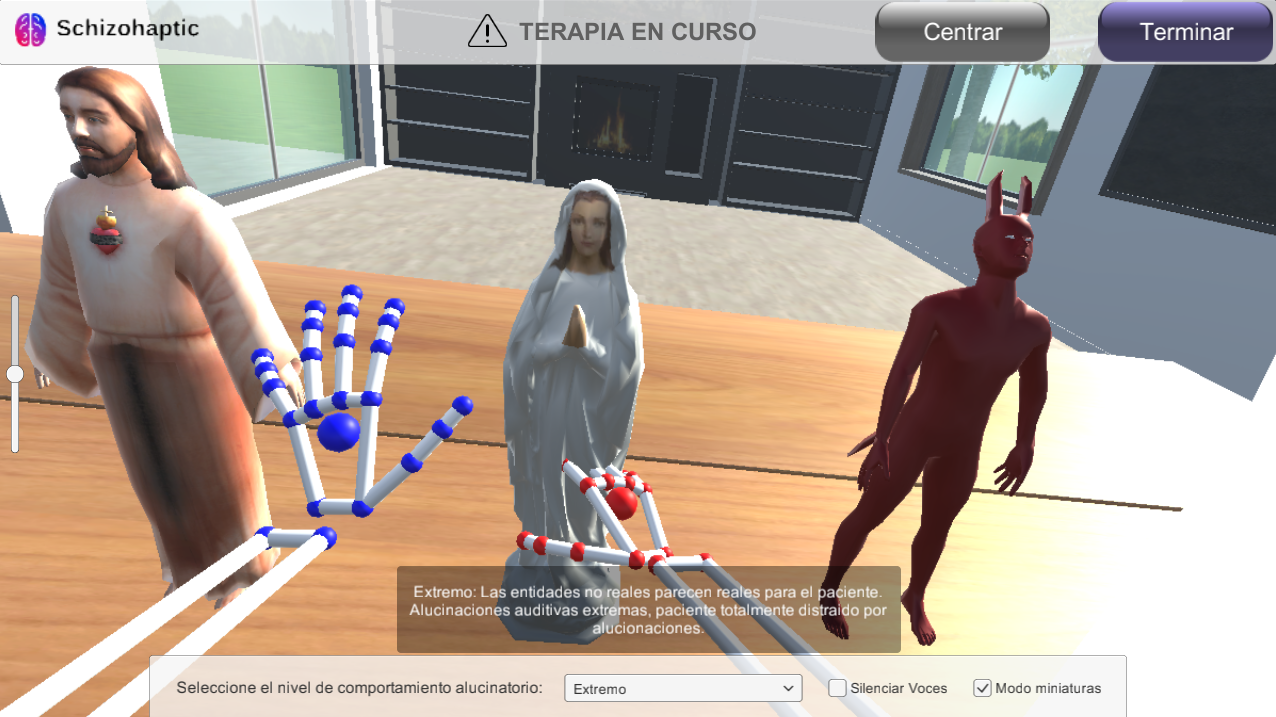 Schizohaptic
TERAPIA EN CURSO
Centrar
Terminar
Extremo: Las entidades no reales parecen reales para el paciente.
Alucinaciones auditivas extremas, paciente totalmente distraido por
alucionaciones.
Seleccione el nivel de comportamiento alucinatorio:
Extremo
Silenciar Voces
Modo miniaturas